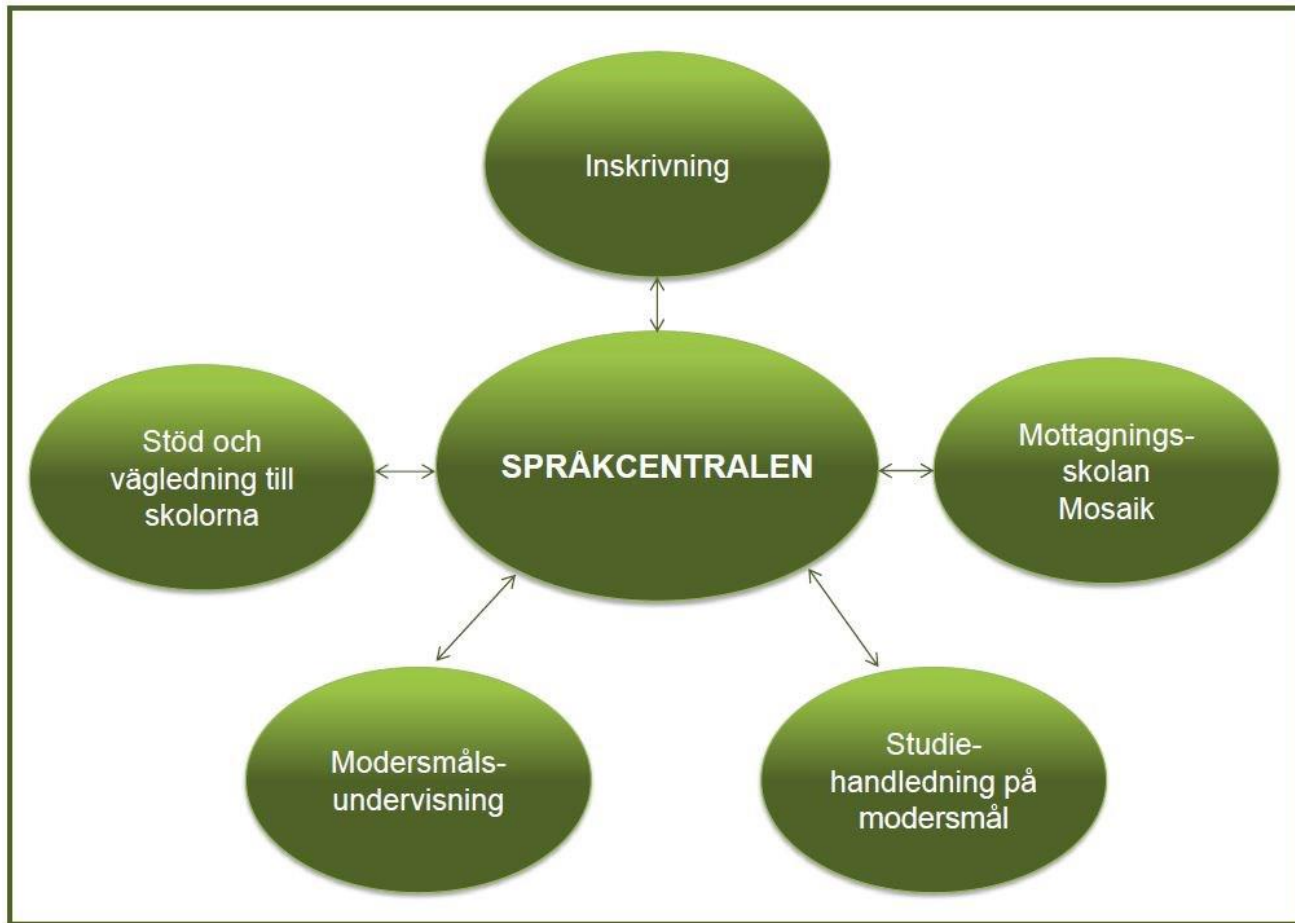 Inskrivning
Stöd och
vägledning till
skolorna
SPRÅKCENTRALEN
Mottagnings-
skolan
Mosaik
Modersmåls-
undervisning
Studie-
handledning på
modersmål